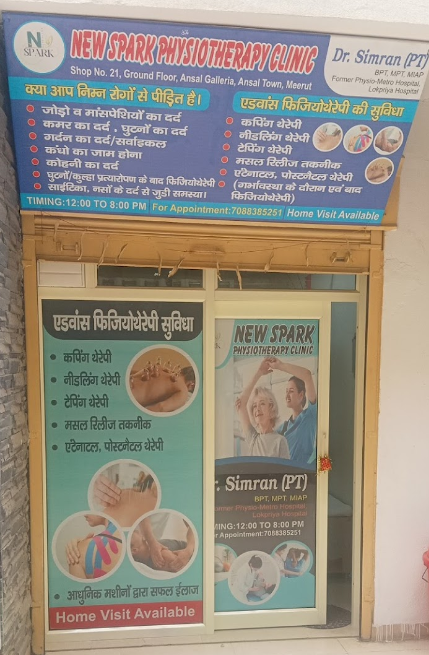 N
SPARK
NEW SPARK PHYSIOTHERAPY CLINIC
Shop No. 21, Ground Floor, Ansal Galleria, Ansal Town, Meerut
Dr. Simran (PT)
BPT, MPT, MIAP
Former Physio-Metro Hospital,
Lokpriya Hospital
क्या आप निम्न रोगों से पीड़ित है।
जोड़ो व मांसपेशियों का दर्द
कमर का दर्द , घुटनों का दर्द
गर्दन का दर्द/सर्वाइकल
कंधो का जाम होना
कोहनी का दर्द
घुटनों/कुल्हा प्रत्यारोपण के बाद फिजियोथेरेपी
साईटिका, नसों के दर्द से जुड़ी समस्या।
एडवांस फिजियोथेरेपी की सुविधा
कपिंग थेरेपी
नीडलिंग थेरेपी
टेपिंग थेरेपी
मसल रिलीज तकनीक
एंटेनाटल, पोस्टनैटल थेरेपी
(गर्भावस्था के दौरान एवं बाद
फिजियोथेरेपी)
TIMING:12:00 TO 8:00 PM For Appointment:7088385251 Home Visit Available
एडवांस फिजियोथेरेपी सुविधा
कपिंग थेरेपी
नीडलिंग थेरेपी
टेपिंग थेरेपी
मसल रिलीज तकनीक
एंटेनाटल, पोस्टनैटल थेरेपी
आधुनिक मशीनों द्वारा सफल ईलाज
Home Visit Available
NEW SPARK
PHYSIOTHERAPY CLINIC
r. Simran (PT)
BPT, MPT, MIAP
ormer Physio-Metro Hospital,
Lokpriya Hospital
MING:12:00 TO 8:00 PM
or Appointment:7088385251